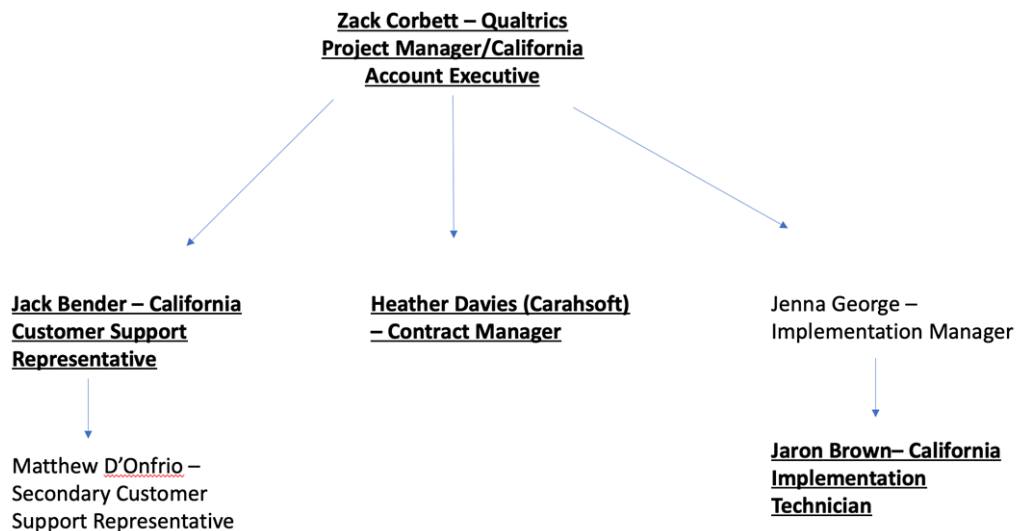 Zack Corbett – Qualtrics
Project Manager/California
Account Executive
Jack Bender – California
Customer Support
Representative
Heather Davies (Carahsoft)
– Contract Manager
Jenna George –
Implementation Manager
Matthew D’Onfrio –
Secondary Customer
Support Representative
Jaron Brown– California
Implementation
Technician